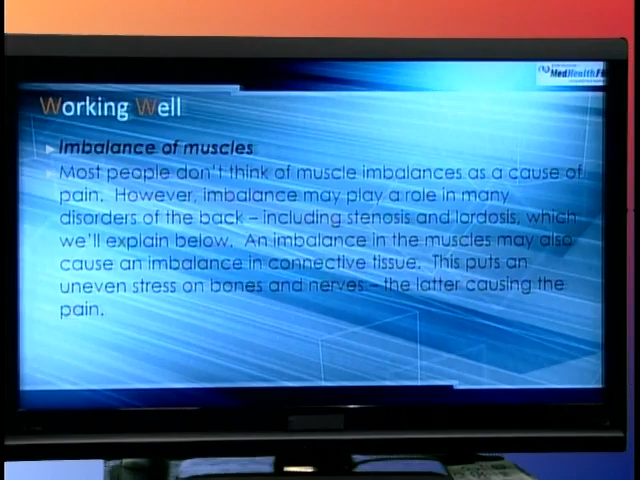 MedHealthFi
Working Well
Imbalance of muscles
Most people don't think of muscle imbalances as a cause of
pain. However, imbalance may play a role in many
disorders of the back – including stenosis and lordosis, which
we'll explain below. An imbalance in the muscles may also
cause an imbalance in connective tissue. This puts an
uneven stress on bones and nerves – the latter causing the
pain.